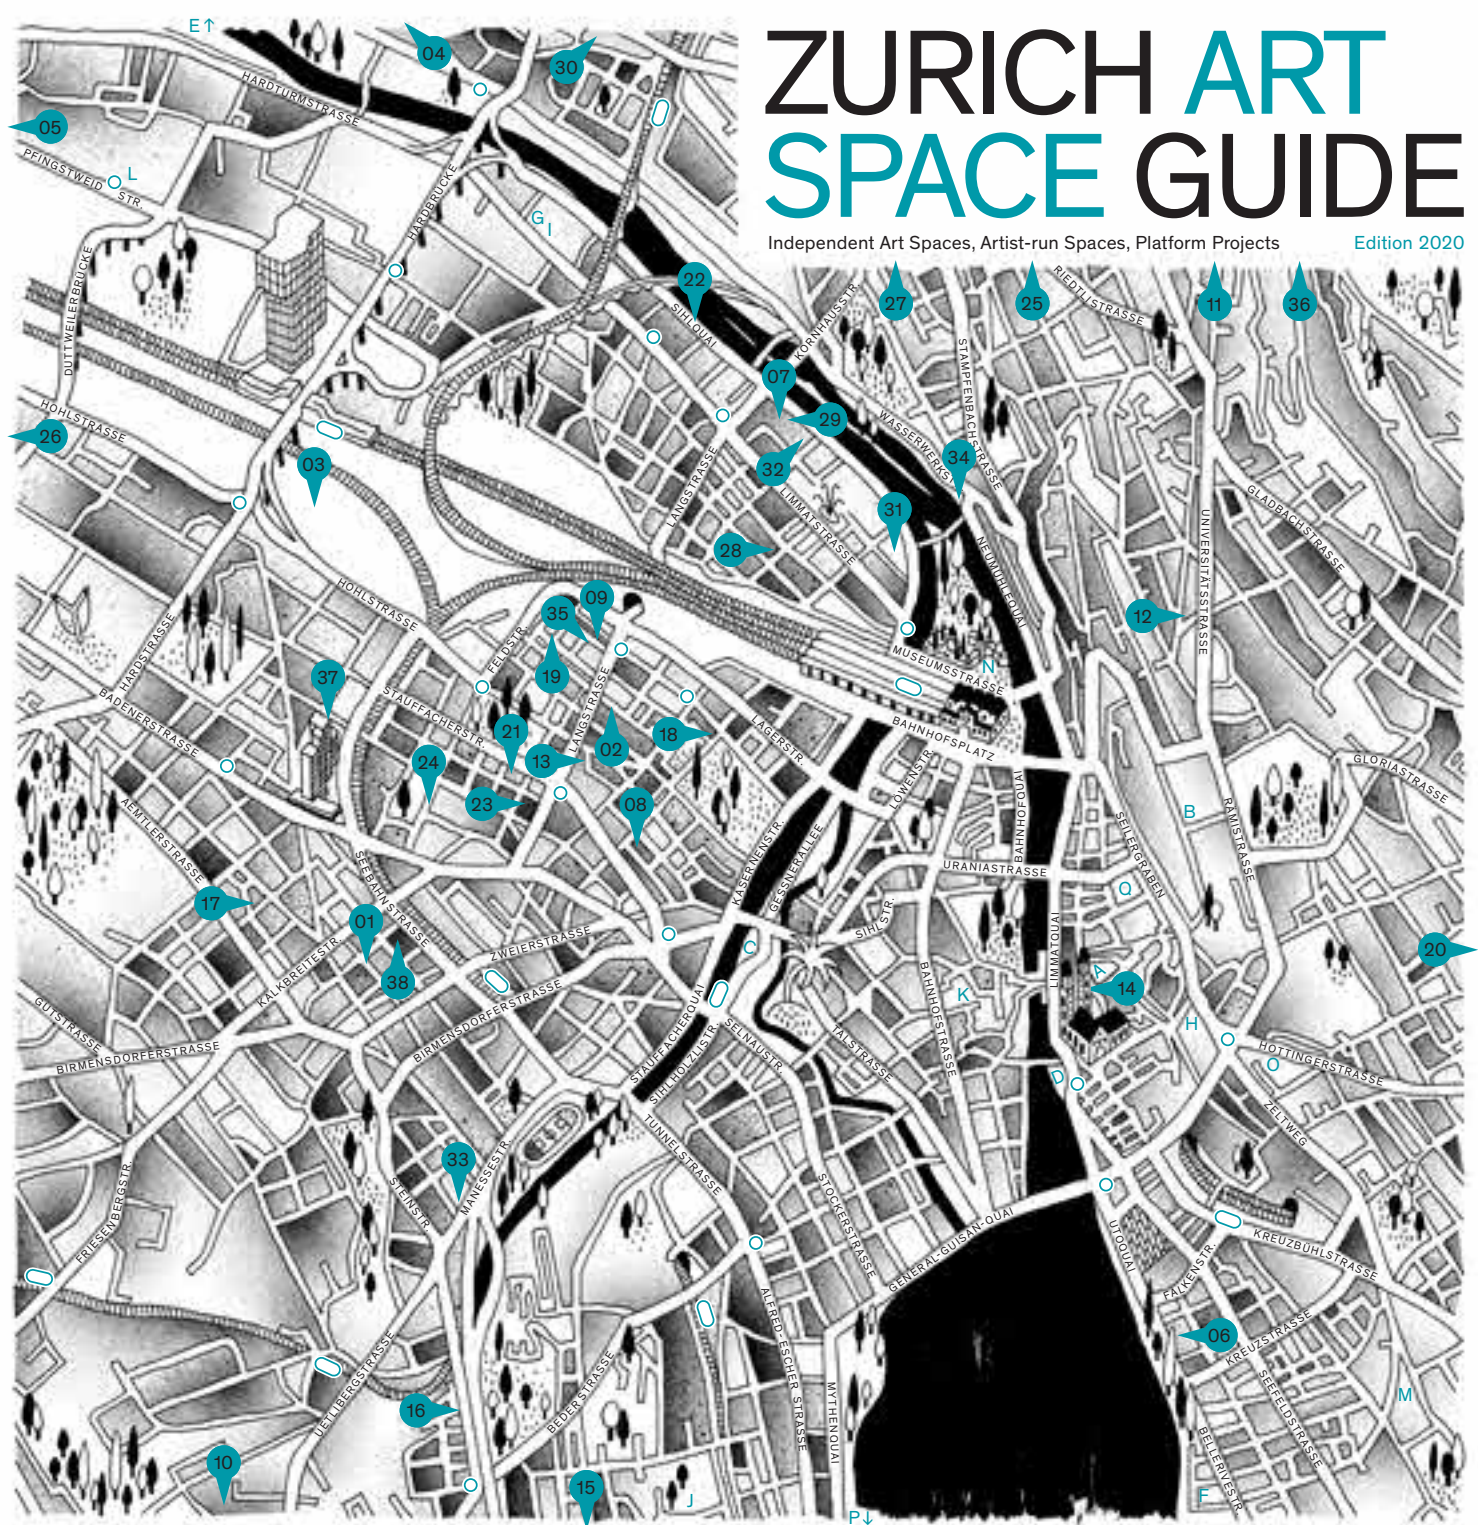 ZURICH ART
SPACE GUIDE
Independent Art Spaces, Artist-run Spaces, Platform Projects
Edition 2020
E↑
04
30
HARDTURMSTRASSE
05
PFINGSTWEID
STR.
L
HARDBRÜCKE
G
I
DUTTWEILERBRÜCKE
22
SIHLQUAI
KORNHAUSSTR.
27
25
RIEDTLISTRASSE
11
36
STAMPFENBACHSTRASSE
07
29
WASSERWERKSTR.
34
32
26
HOHLSTRASSE
03
LANGSTRASSE
LIMMATSTRASSE
31
28
GLADBACHSTRASSE
UNIVERSITÄTSSTRASSE
NEUMÜHLEQUAI
12
HOHLSTRASSE
09
35
FELDSTR.
19
HARDSTRASSE
37
MUSEUMSSTRASSE
N
BADENERSTRASSE
STAUFFACHERSTR.
LANGSTRASSE
21
13
02
18
LAGERSTR.
BAHNHOFSPLATZ
LÖWENSTR.
24
23
08
GLORIASTRASSE
BAHNHOFQUAI
B
RÄMISTRASSE
SEILERGRABEN
AEMTLERSTRASSE
KASERNENSTR.
GESSNERALLEE
URANIASTRASSE
Q
SEEBAHNSTRASSE
17
01
38
KALKBREITESTR.
ZWEIERSTRASSE
SIHLSTR.
C
LIMMATQUAI
A
14
20
BAHNHOFSTRASSE
K
GUTSTRASSE
BIRMENSDORFERSTRASSE
BIRMENSDORFERSTRASSE
STAUFFACHERQUAI
SIHLHÖLZLISTR.
SELNAUSTR.
TALSTRASSE
H
HOTTINGERSTRASSE
O
D
ZELTWEG
TUNNELSTRASSE
33
MANESSESTR.
STEINSTR.
FRIESENBERGSTR.
STOCKERSTRASSE
GENERAL-GUISAN-QUAI
UTOQUAI
FALKENSTR.
KREUZBÜHLSTRASSE
KREUZSTRASSE
06
SEEFELDSTRASSE
M
ALFRED-ESCHER STRASSE
UETLIBERGSTRASSE
BEDERSTRASSE
MYTHENQUAI
16
10
15
J
BELLERIVESTR.
F
P↓